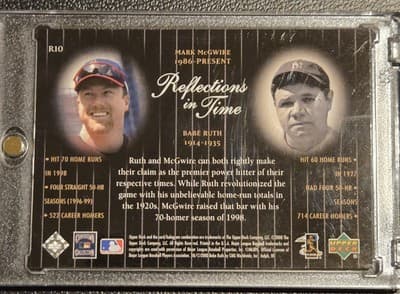 R10
MARK McGWIRE
1986-PRESENT
Reflections
in Time
BABE RUTH
1914-1935
• HIT 70 HOME RUNS
IN 1998
• FOUR STRAIGHT 50-HR
SEASONS (1996-99)
• 522 CAREER HOMERS
Ruth and McGwire can both rightly make
their claim as the premier power hitter of their
respective times. While Ruth revolutionized the
game with his unbelievable home-run totals in
the 1920s, McGwire raised that bar with his
70-homer season of 1998.
HIT 60 HOME RUNS •
IN 1927
HAD FOUR 50-HR •
SEASONS
714 CAREER HOMERS •
UPPER DECK